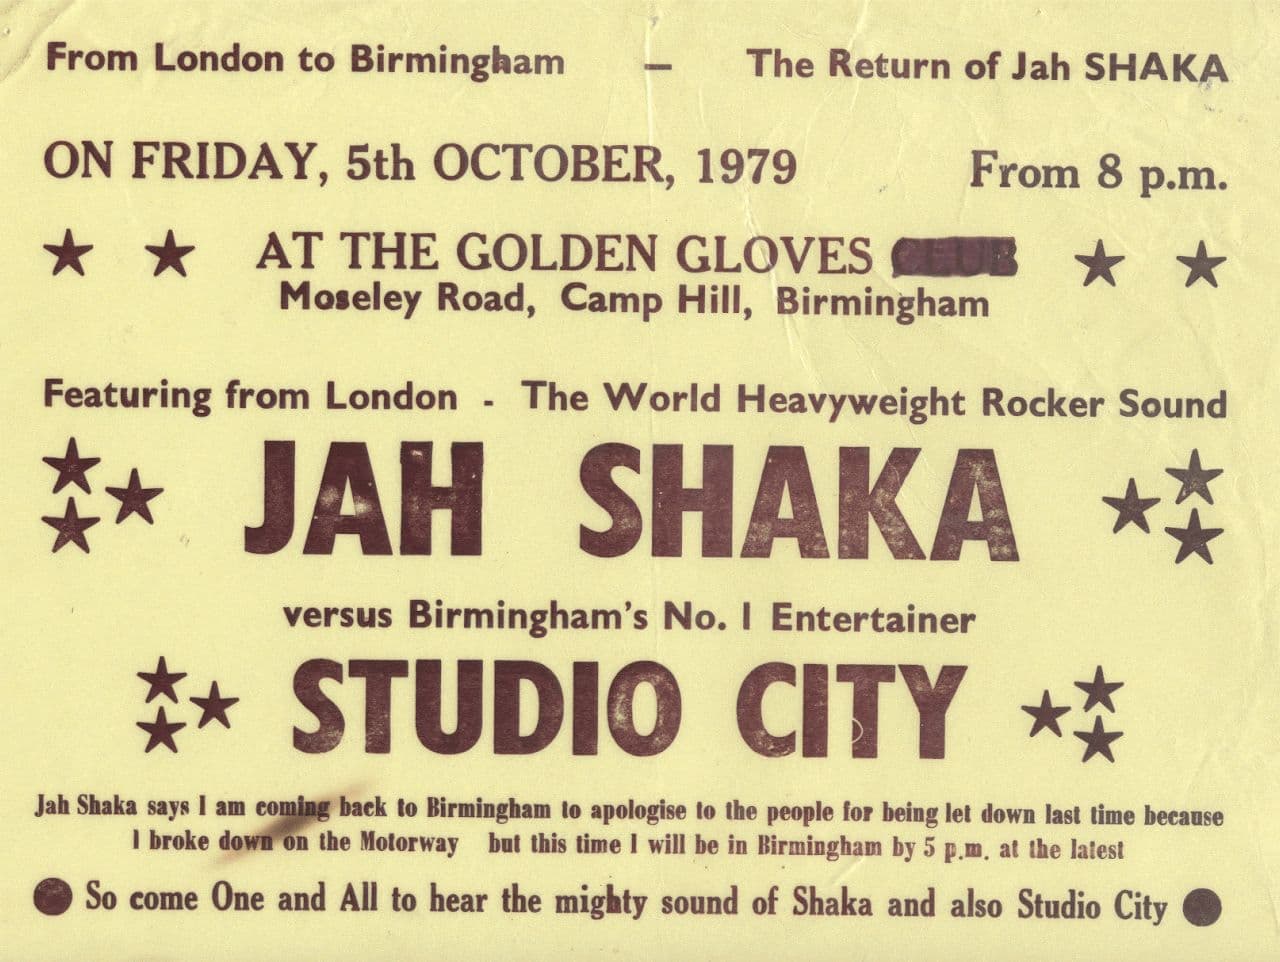 From London to Birmingham – The Return of Jah SHAKA
ON FRIDAY, 5th OCTOBER, 1979 From 8 p.m.
AT THE GOLDEN GLOVES CLUB
Moseley Road, Camp Hill, Birmingham
Featuring from London - The World Heavyweight Rocker Sound
JAH SHAKA
versus Birmingham's No. 1 Entertainer
STUDIO CITY
Jah Shaka says I am coming back to Birmingham to apologise to the people for being let down last time because
I broke down on the Motorway but this time I will be in Birmingham by 5 p.m. at the latest
So come One and All to hear the mighty sound of Shaka and also Studio City